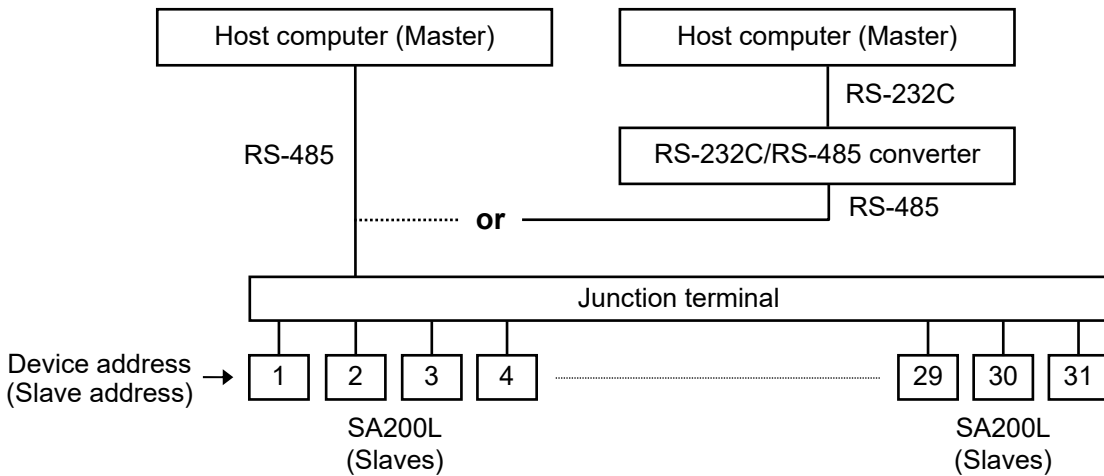 Host computer (Master)
Host computer (Master)
RS-232C
RS-485
RS-232C/RS-485 converter
RS-485
or
Junction terminal
Device address
(Slave address)
1 2 3 4 29 30 31
SA200L
(Slaves)
SA200L
(Slaves)